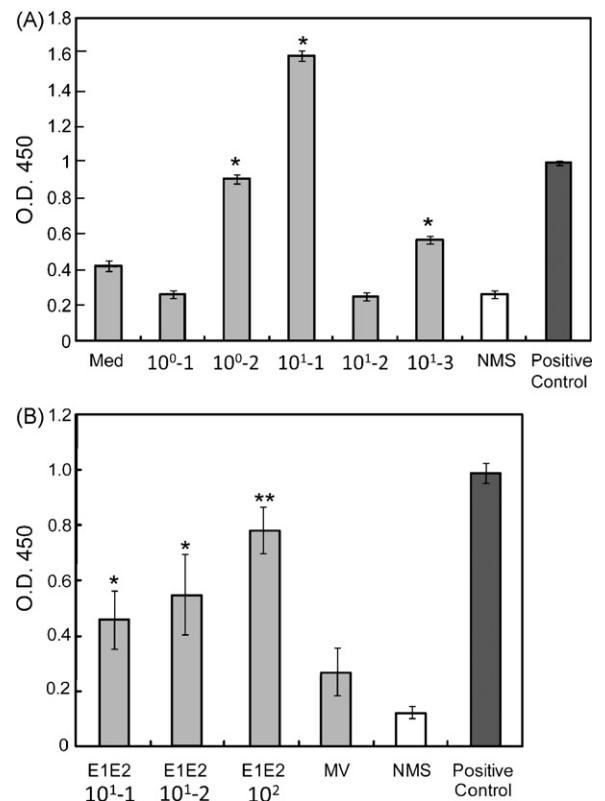 (A)
1.8
1.6
1.4
1.2
1
0.8
0.6
0.4
0.2
0
O.D. 450
*
*
*
Med 10⁰-1 10⁰-2 10¹-1 10¹-2 10¹-3 NMS Positive
Control
(B)
1.2
1.0
0.8
0.6
0.4
0.2
0
O.D. 450
*
*
**
E1E2 E1E2 E1E2 MV NMS Positive
10¹-1 10¹-2 10² Control